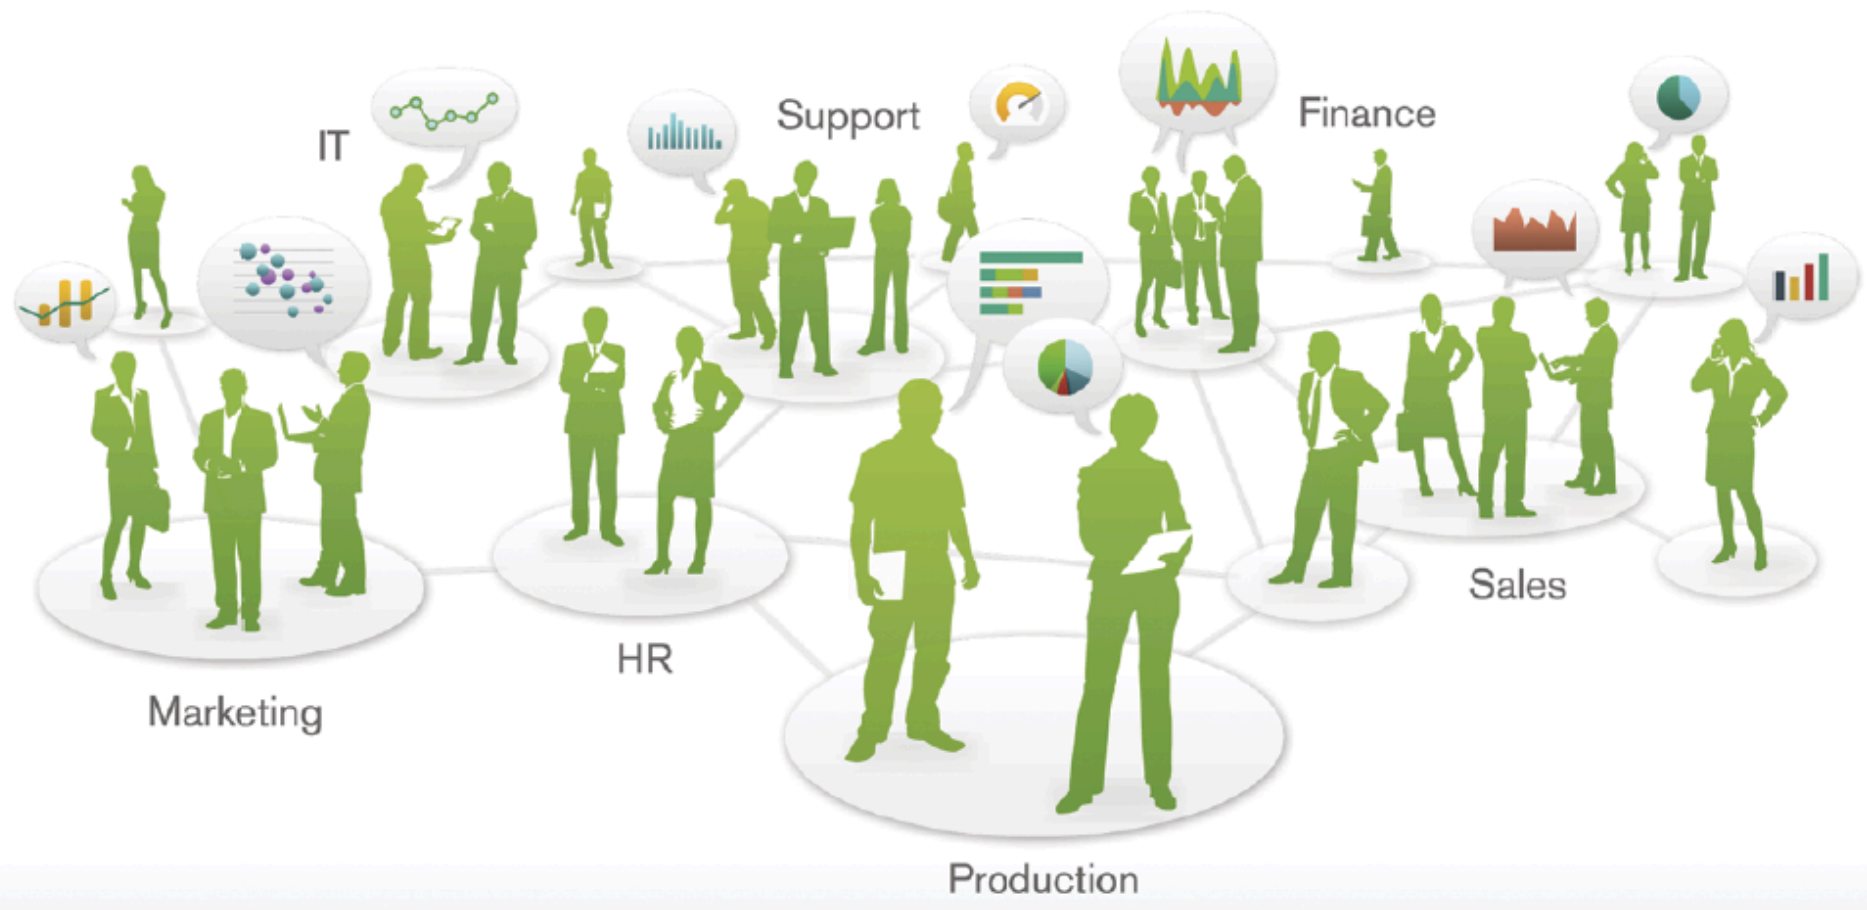 IT
Support
Finance
Sales
HR
Marketing
Production